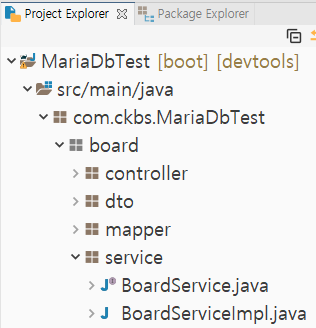 Project Explorer Package Explorer
MariaDbTest [boot] [devtools]
src/main/java
com.ckbs.MariaDbTest
board
controller
dto
mapper
service
BoardService.java
BoardServiceImpl.java